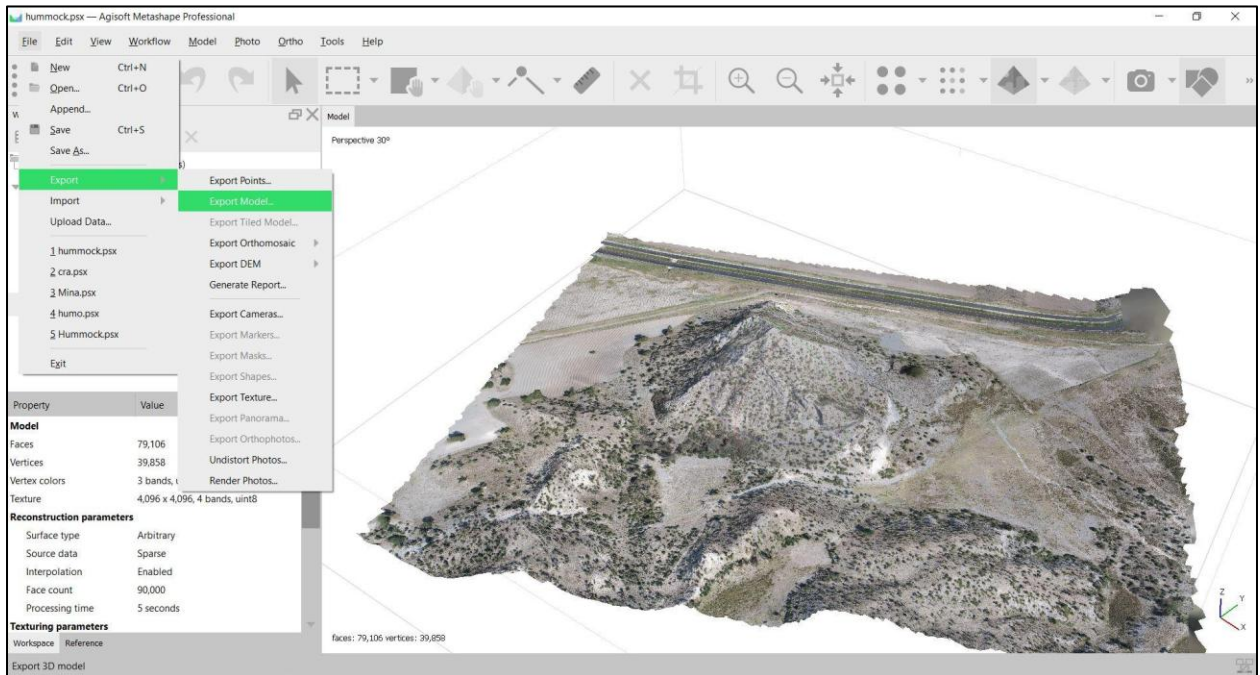 hummock.psx — Agisoft Metashape Professional
File Edit View Workflow Model Photo Ortho Tools Help
New Ctrl+N
Open... Ctrl+O
Append...
Save Ctrl+S
Save As...
Export
Import
Upload Data...
1 hummock.psx
2 cra.psx
3 Mina.psx
4 humo.psx
5 Hummock.psx
Exit
Export Points...
Export Model...
Export Tiled Model...
Export Orthomosaic
Export DEM
Generate Report...
Export Cameras...
Export Markers...
Export Masks...
Export Shapes...
Export Texture...
Export Panorama...
Export Orthophotos...
Undistort Photos...
Render Photos...
Model
Perspective 30°
Property Value
Model
Faces 79,106
Vertices 39,858
Vertex colors 3 bands,
Texture 4,096 x 4,096, 4 bands, uint8
Reconstruction parameters
Surface type Arbitrary
Source data Sparse
Interpolation Enabled
Face count 90,000
Processing time 5 seconds
Texturing parameters
Workspace Reference
faces: 79,106 vertices: 39,858
Z
Y
X
Export 3D model